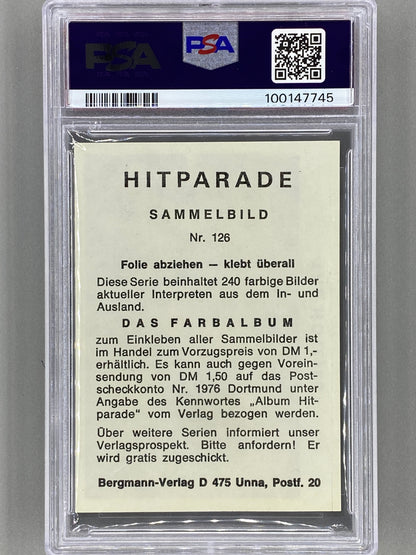 PSA
PSA
100147745
HITPARADE
SAMMELBILD
Nr. 126
Folie abziehen — klebt überall
Diese Serie beinhaltet 240 farbige Bilder
aktueller Interpreten aus dem In- und
Ausland.
DAS FARBALBUM
zum Einkleben aller Sammelbilder ist
im Handel zum Vorzugspreis von DM 1,-
erhältlich. Es kann auch gegen Vorein-
sendung von DM 1,50 auf das Post-
scheckkonto Nr. 1976 Dortmund unter
Angabe des Kennwortes „Album Hit-
parade" vom Verlag bezogen werden.
Über weitere Serien informiert unser
Verlagsprospekt. Bitte anfordern! Er
wird gratis zugeschickt.
Bergmann-Verlag D 475 Unna, Postf. 20